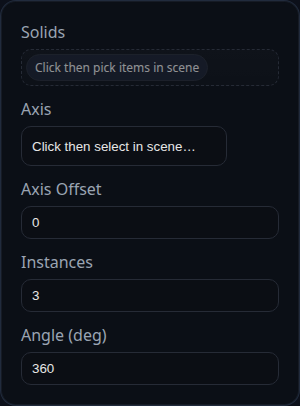 Solids
Click then pick items in scene
Axis
Click then select in scene…
Axis Offset
0
Instances
3
Angle (deg)
360